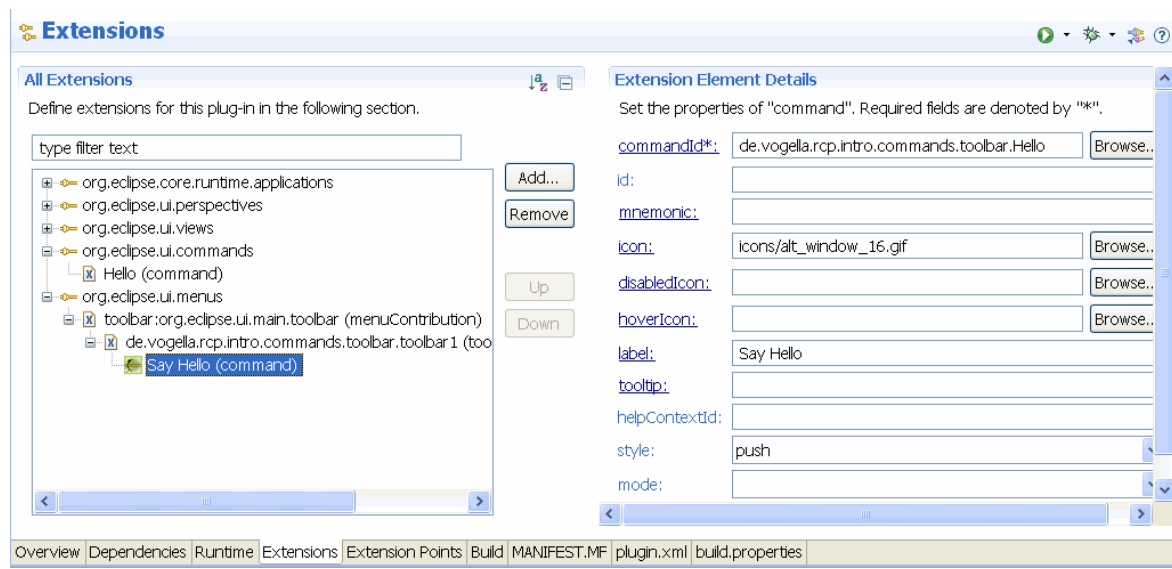 Extensions
All Extensions
Define extensions for this plug-in in the following section.
type filter text
org.eclipse.core.runtime.applications
org.eclipse.ui.perspectives
org.eclipse.ui.views
org.eclipse.ui.commands
Hello (command)
org.eclipse.ui.menus
toolbar:org.eclipse.ui.main.toolbar (menuContribution)
de.vogella.rcp.intro.commands.toolbar.toolbar1 (too
Say Hello (command)
Add...
Remove
Up
Down
Extension Element Details
Set the properties of "command". Required fields are denoted by "*".
commandId*: de.vogella.rcp.intro.commands.toolbar.Hello Browse..
id:
mnemonic:
icon: icons/alt_window_16.gif Browse..
disabledIcon: Browse..
hoverIcon: Browse..
label: Say Hello
tooltip:
helpContextId:
style: push
mode:
Overview Dependencies Runtime Extensions Extension Points Build MANIFEST.MF plugin.xml build.properties